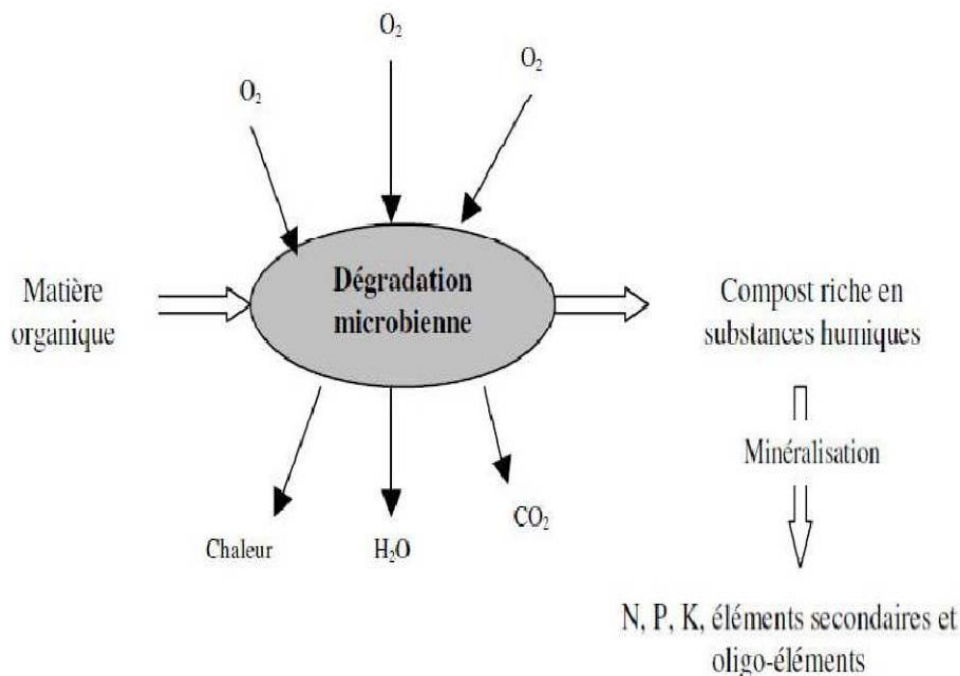 O₂
O₂
O₂
Matière
organique
Dégradation
microbienne
Compost riche en
substances humiques
Minéralisation
Chaleur
H₂O
CO₂
N, P, K, éléments secondaires et
oligo-éléments